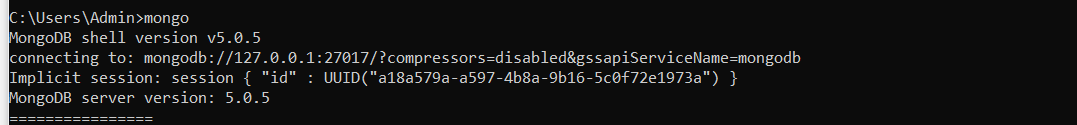 C:\Users\Admin>mongo
MongoDB shell version v5.0.5
connecting to: mongodb://127.0.0.1:27017/?compressors=disabled&gssapiServiceName=mongodb
Implicit session: session { "id" : UUID("a18a579a-a597-4b8a-9b16-5c0f72e1973a") }
MongoDB server version: 5.0.5
================